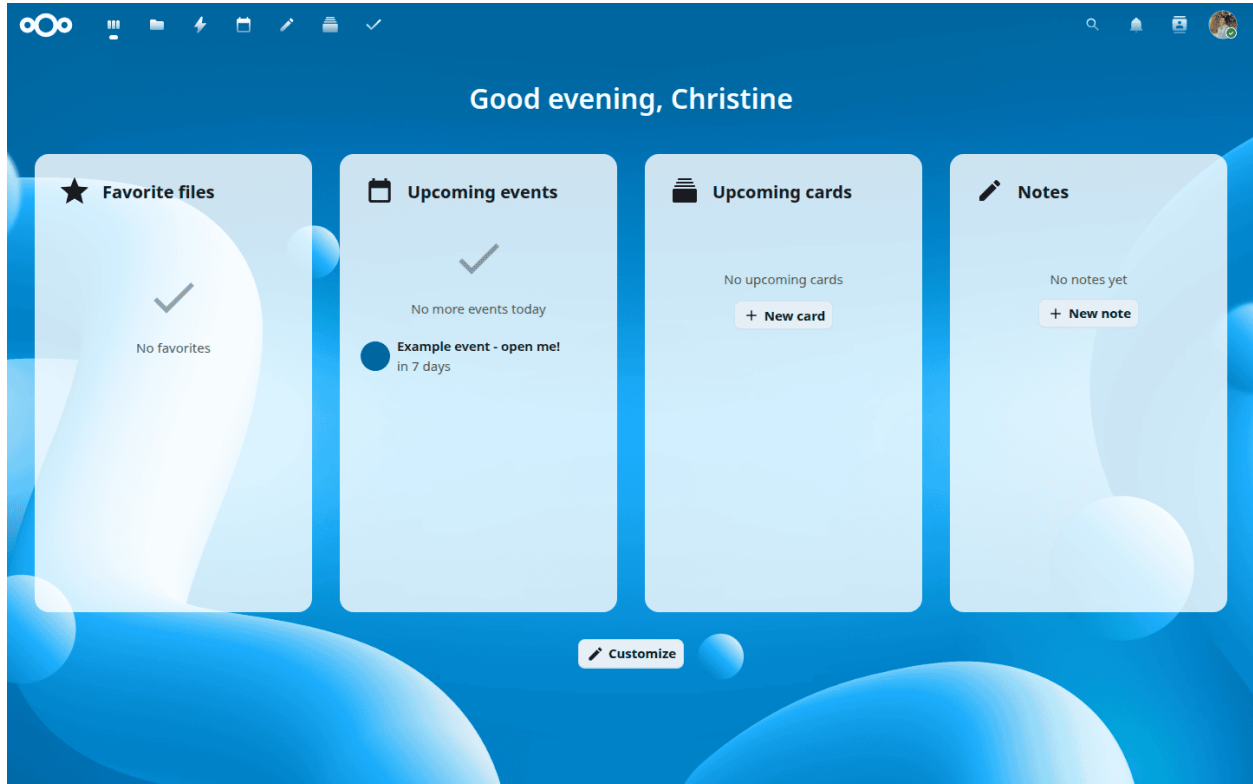 Good evening, Christine
Favorite files
No favorites
Upcoming events
No more events today
Example event - open me!
in 7 days
Upcoming cards
No upcoming cards
+ New card
Notes
No notes yet
+ New note
Customize